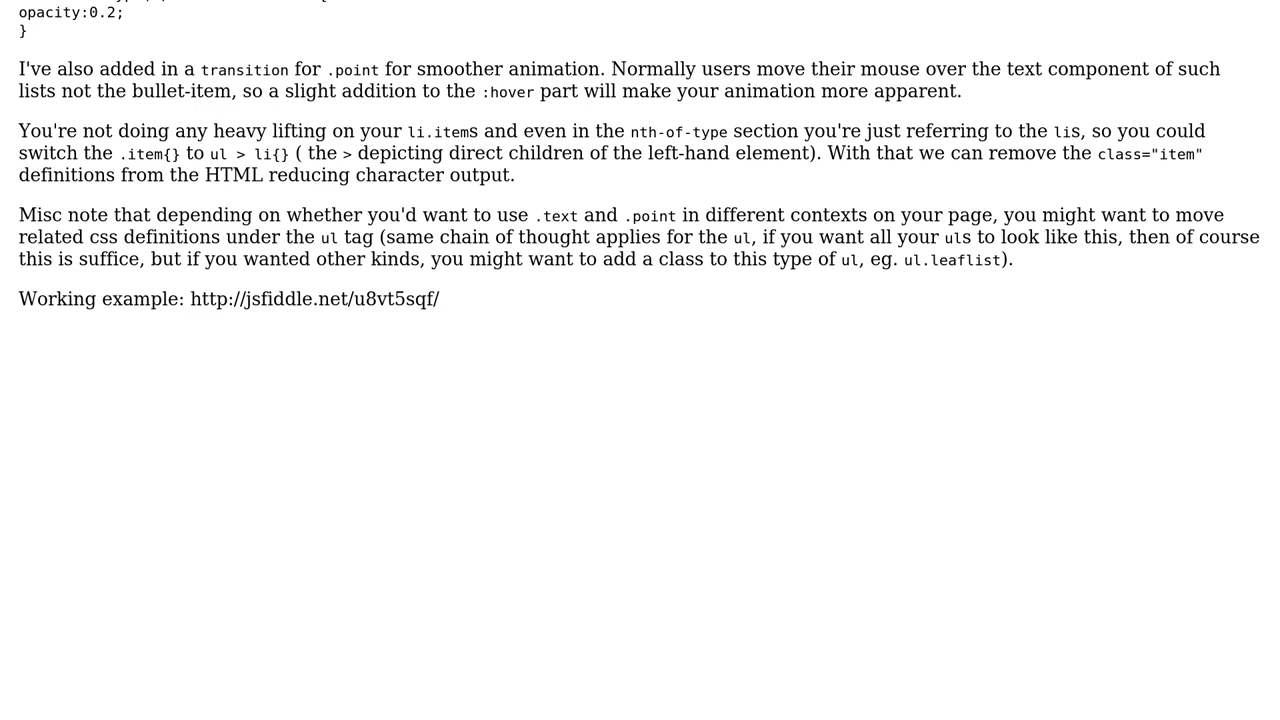 opacity:0.2;
}
I've also added in a transition for .point for smoother animation. Normally users move their mouse over the text component of such
lists not the bullet-item, so a slight addition to the :hover part will make your animation more apparent.
You're not doing any heavy lifting on your li.items and even in the nth-of-type section you're just referring to the lis, so you could
switch the .item{} to ul > li{} ( the > depicting direct children of the left-hand element). With that we can remove the class="item"
definitions from the HTML reducing character output.
Misc note that depending on whether you'd want to use .text and .point in different contexts on your page, you might want to move
related css definitions under the ul tag (same chain of thought applies for the ul, if you want all your uls to look like this, then of course
this is suffice, but if you wanted other kinds, you might want to add a class to this type of ul, eg. ul.leaflist).
Working example: http://jsfiddle.net/u8vt5sqf/